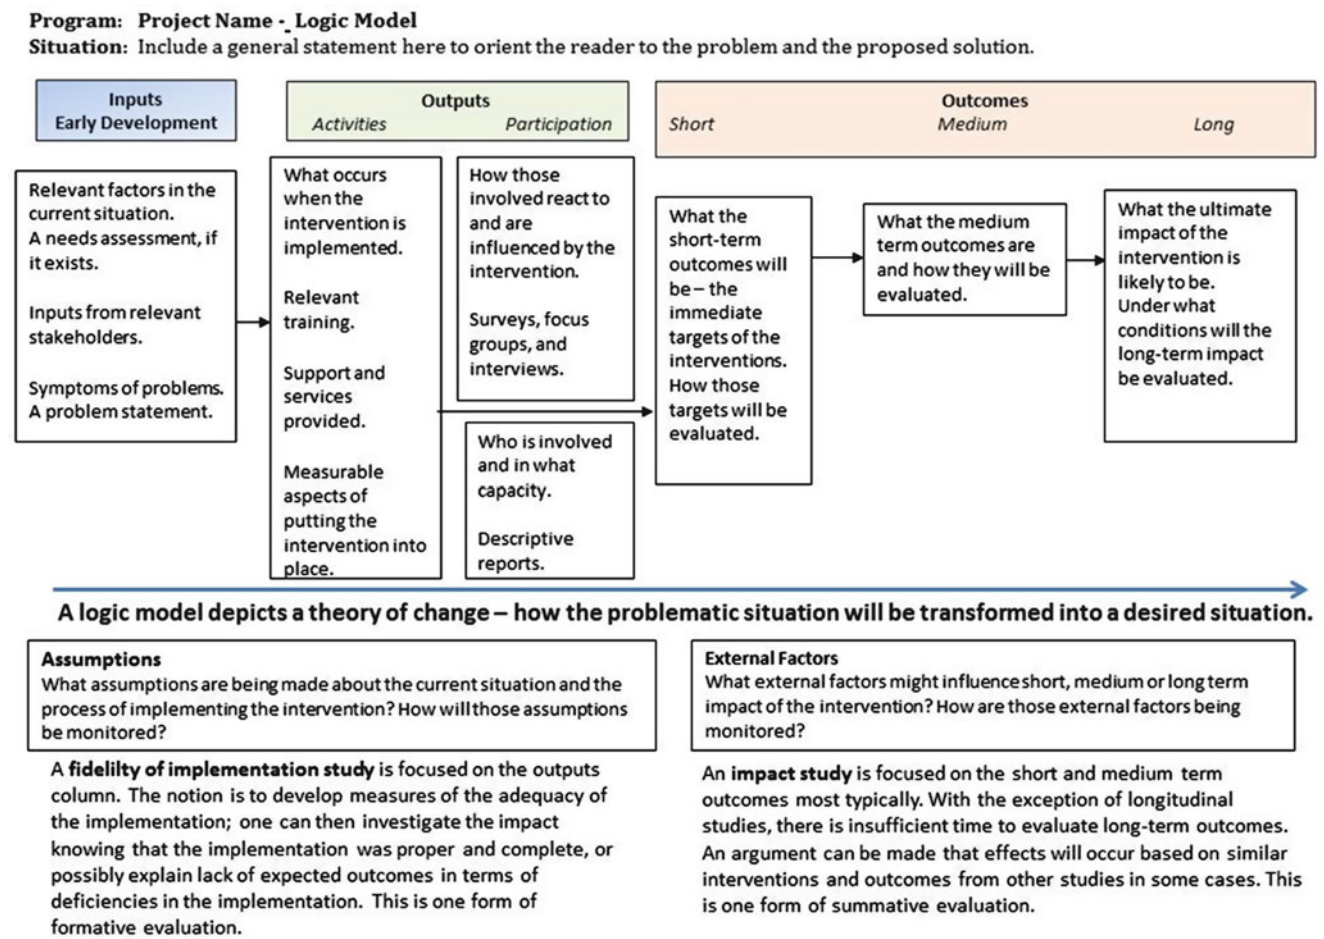 Program: Project Name - Logic Model
Situation: Include a general statement here to orient the reader to the problem and the proposed solution.
Inputs
Early Development
Outputs
Activities Participation
Outcomes
Short Medium Long
Relevant factors in the
current situation.
A needs assessment, if
it exists.
Inputs from relevant
stakeholders.
Symptoms of problems.
A problem statement.
What occurs
when the
intervention is
implemented.
Relevant
training.
Support and
services
provided.
Measurable
aspects of
putting the
intervention into
place.
How those
involved react to
and are
influenced by the
intervention.
Surveys, focus
groups, and
interviews.
Who is involved
and in what
capacity.
Descriptive
reports.
What the
short-term
outcomes will
be – the
immediate
targets of the
interventions.
How those
targets will be
evaluated.
What the medium
term outcomes are
and how they will be
evaluated.
What the ultimate
impact of the
intervention is
likely to be.
Under what
conditions will the
long-term impact
be evaluated.
A logic model depicts a theory of change – how the problematic situation will be transformed into a desired situation.
Assumptions
What assumptions are being made about the current situation and the
process of implementing the intervention? How will those assumptions
be monitored?
External Factors
What external factors might influence short, medium or long term
impact of the intervention? How are those external factors being
monitored?
A fidelilty of implementation study is focused on the outputs
column. The notion is to develop measures of the adequacy of
the implementation; one can then investigate the impact
knowing that the implementation was proper and complete, or
possibly explain lack of expected outcomes in terms of
deficiencies in the implementation. This is one form of
formative evaluation.
An impact study is focused on the short and medium term
outcomes most typically. With the exception of longitudinal
studies, there is insufficient time to evaluate long-term outcomes.
An argument can be made that effects will occur based on similar
interventions and outcomes from other studies in some cases. This
is one form of summative evaluation.